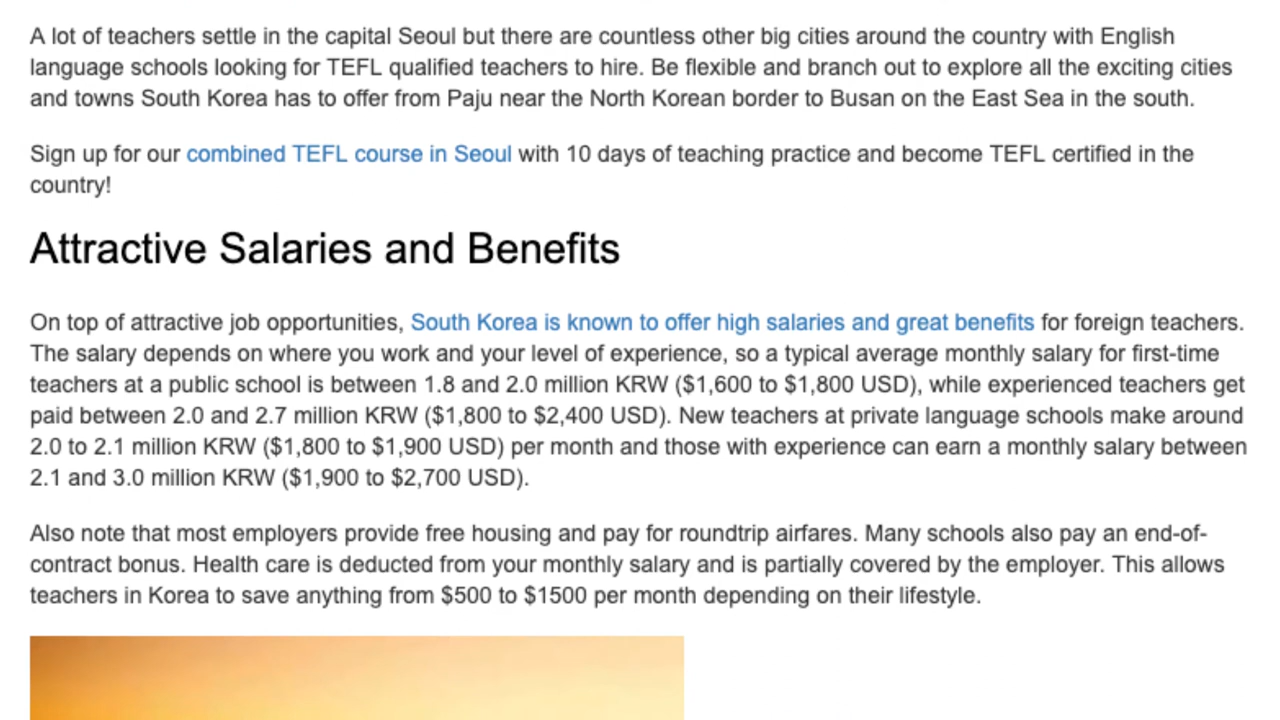 A lot of teachers settle in the capital Seoul but there are countless other big cities around the country with English
language schools looking for TEFL qualified teachers to hire. Be flexible and branch out to explore all the exciting cities
and towns South Korea has to offer from Paju near the North Korean border to Busan on the East Sea in the south.
Sign up for our combined TEFL course in Seoul with 10 days of teaching practice and become TEFL certified in the
country!
Attractive Salaries and Benefits
On top of attractive job opportunities, South Korea is known to offer high salaries and great benefits for foreign teachers.
The salary depends on where you work and your level of experience, so a typical average monthly salary for first-time
teachers at a public school is between 1.8 and 2.0 million KRW ($1,600 to $1,800 USD), while experienced teachers get
paid between 2.0 and 2.7 million KRW ($1,800 to $2,400 USD). New teachers at private language schools make around
2.0 to 2.1 million KRW ($1,800 to $1,900 USD) per month and those with experience can earn a monthly salary between
2.1 and 3.0 million KRW ($1,900 to $2,700 USD).
Also note that most employers provide free housing and pay for roundtrip airfares. Many schools also pay an end-of-
contract bonus. Health care is deducted from your monthly salary and is partially covered by the employer. This allows
teachers in Korea to save anything from $500 to $1500 per month depending on their lifestyle.